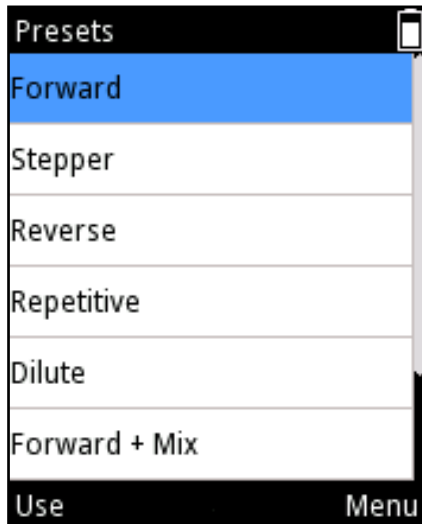 Presets
Forward
Stepper
Reverse
Repetitive
Dilute
Forward + Mix
Use Menu